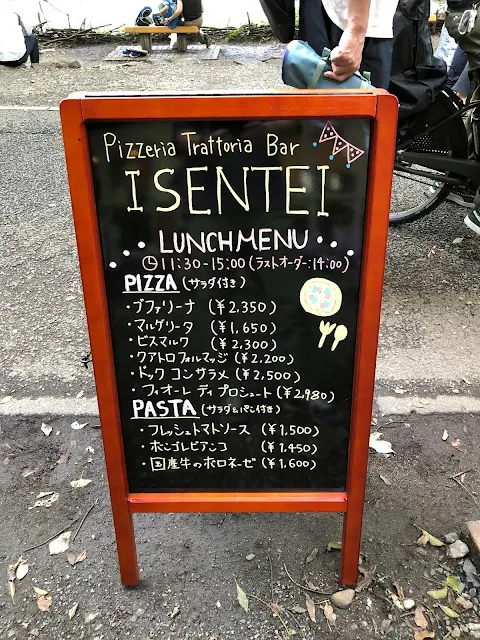 Pizzeria Trattoria Bar
ISENTEI
LUNCH MENU
11:30-15:00 (ラストオーダー:14:00)
PIZZA (サラダ付き)
・ブファリーナ (¥2,350)
・マルゲリータ (¥1,650)
・ビスマルク (¥2,300)
・クアトロフォルマッジ (¥2,200)
・ドック コンサラメ (¥2,500)
・フィオーレ ディ プロシュート (¥2,980)
PASTA (サラダ&パン付き)
・フレッシュトマトソース (¥1,500)
・ボンゴレビアンコ (¥1,450)
・国産牛のボロネーゼ (¥1,600)